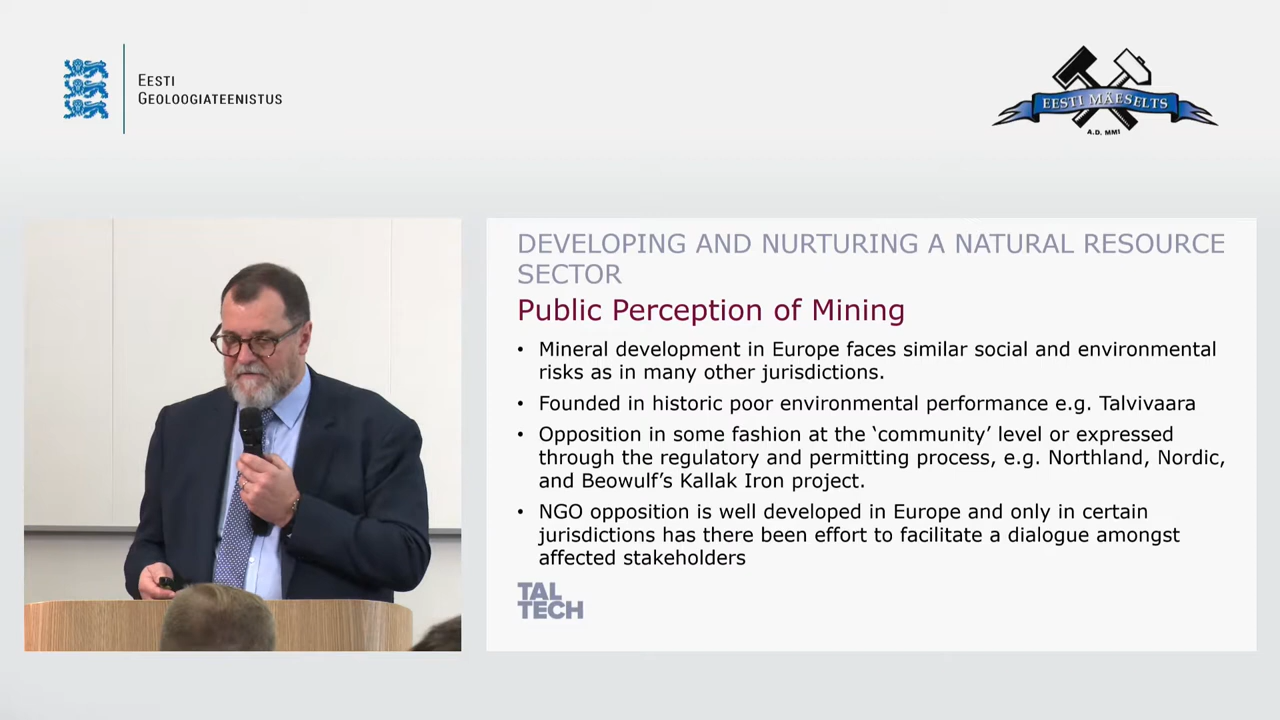 EESTI
GEOLOOGIATEENISTUS
EESTI MÄESELTS
A.D. MMI
DEVELOPING AND NURTURING A NATURAL RESOURCE
SECTOR
Public Perception of Mining
• Mineral development in Europe faces similar social and environmental
risks as in many other jurisdictions.
• Founded in historic poor environmental performance e.g. Talvivaara
• Opposition in some fashion at the ‘community’ level or expressed
through the regulatory and permitting process, e.g. Northland, Nordic,
and Beowulf’s Kallak Iron project.
• NGO opposition is well developed in Europe and only in certain
jurisdictions has there been effort to facilitate a dialogue amongst
affected stakeholders
TAL
TECH